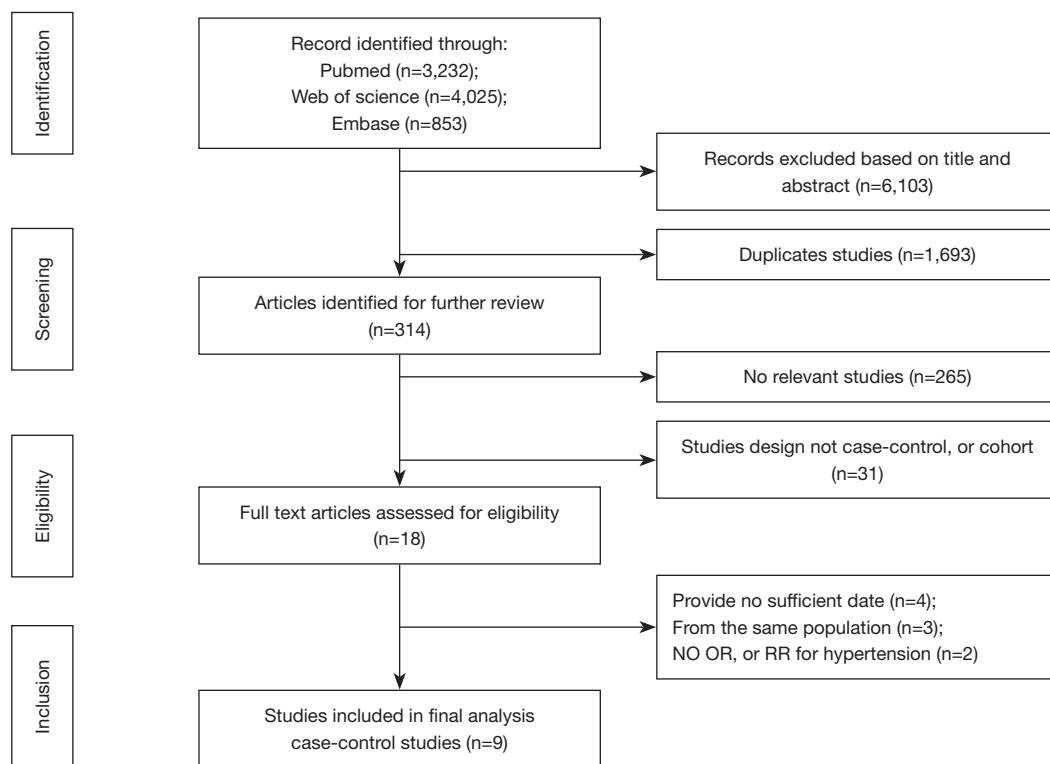 Identification
Record identified through:
Pubmed (n=3,232);
Web of science (n=4,025);
Embase (n=853)
Records excluded based on title and
abstract (n=6,103)
Screening
Duplicates studies (n=1,693)
Articles identified for further review
(n=314)
No relevant studies (n=265)
Eligibility
Studies design not case-control, or cohort
(n=31)
Full text articles assessed for eligibility
(n=18)
Inclusion
Provide no sufficient date (n=4);
From the same population (n=3);
NO OR, or RR for hypertension (n=2)
Studies included in final analysis
case-control studies (n=9)